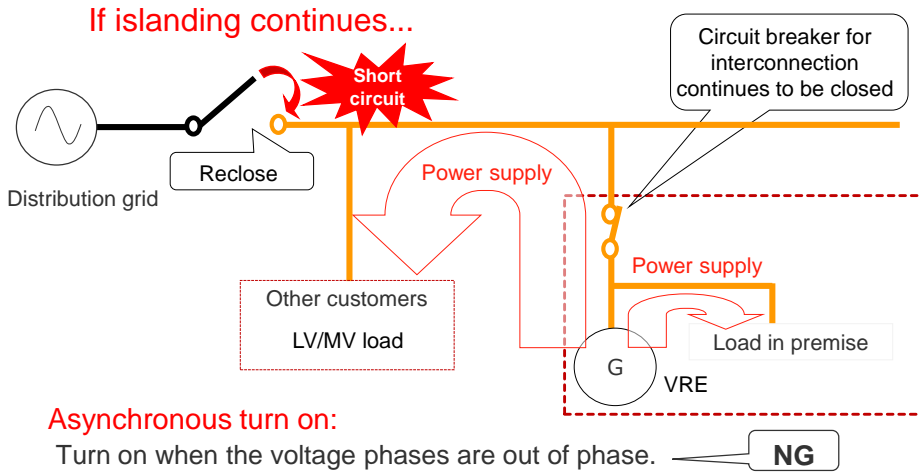 If islanding continues...
Circuit breaker for
interconnection
continues to be closed
Short
circuit
Reclose
Distribution grid
Power supply
Power supply
Other customers
LV/MV load
Load in premise
G
VRE
Asynchronous turn on:
Turn on when the voltage phases are out of phase.
NG